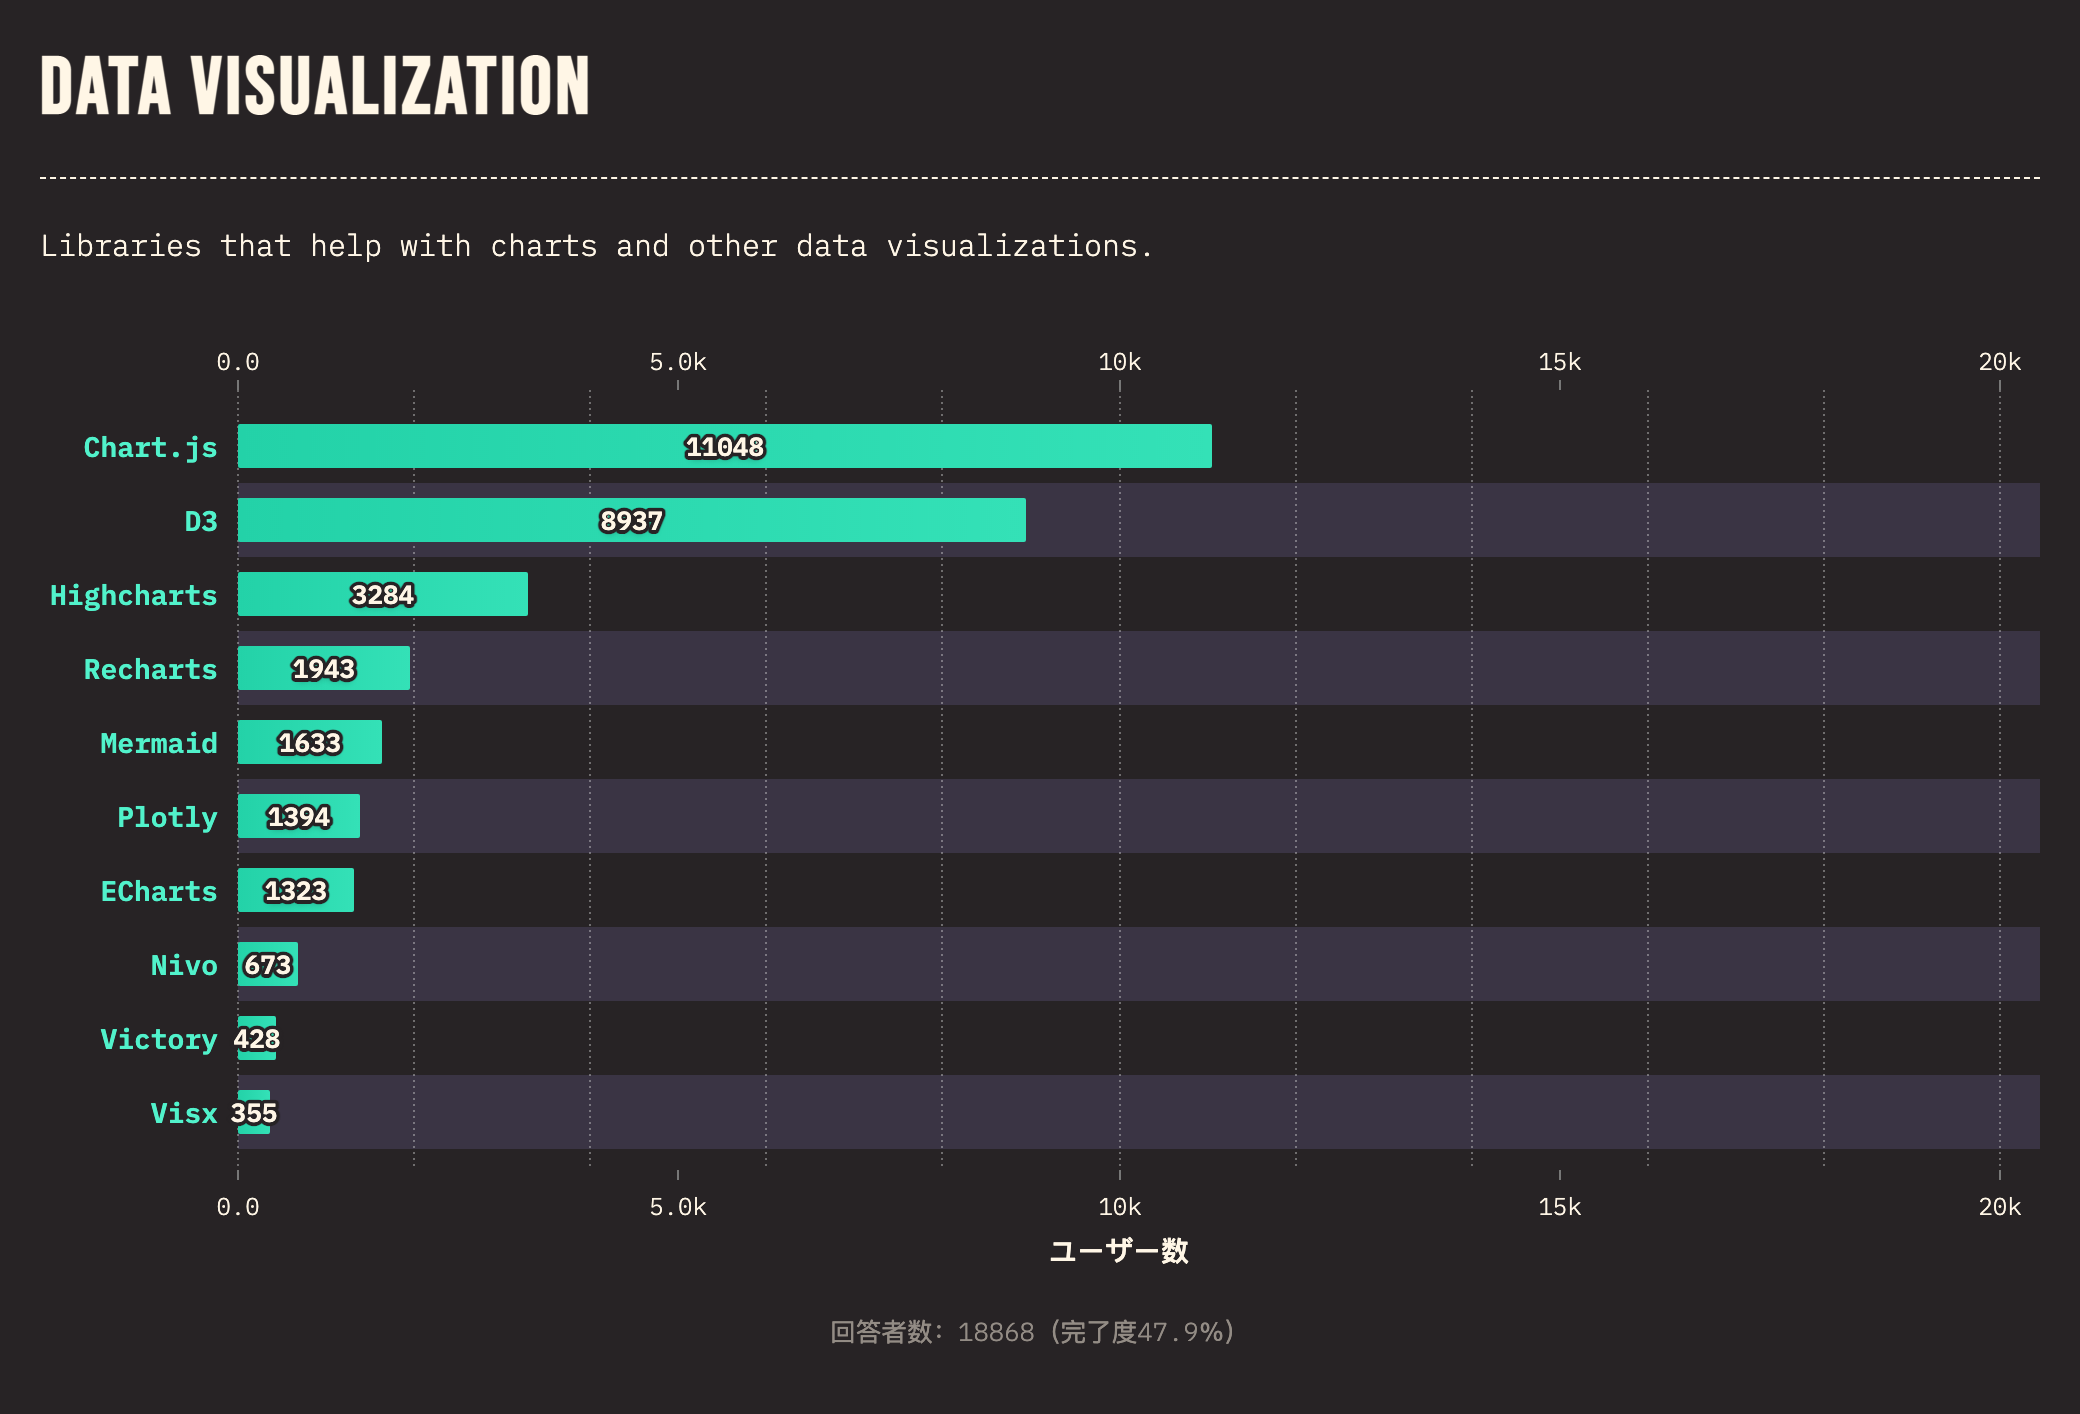 DATA VISUALIZATION
Libraries that help with charts and other data visualizations.
0.0 5.0k 10k 15k 20k
Chart.js 11048
D3 8937
Highcharts 3284
Recharts 1943
Mermaid 1633
Plotly 1394
ECharts 1323
Nivo 673
Victory 428
Visx 355
0.0 5.0k 10k 15k 20k
ユーザー数
回答者数: 18868 (完了度47.9%)